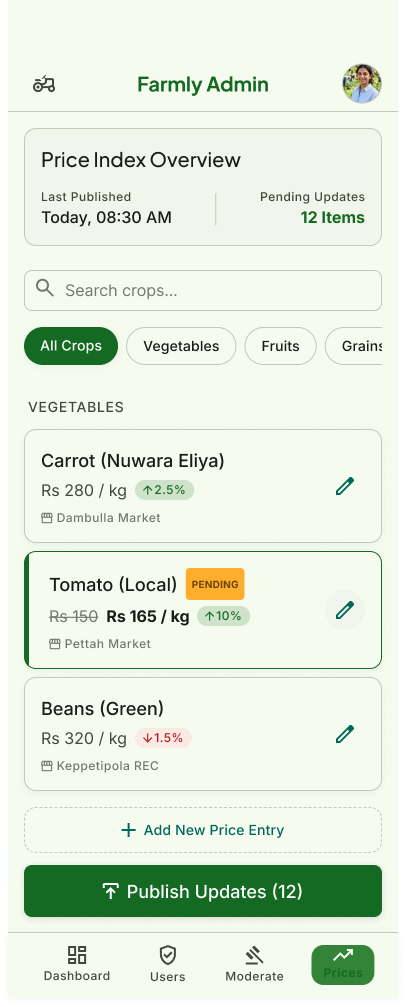 Farmly Admin
Price Index Overview
Last Published
Pending Updates
Today, 08:30 AM
12 Items
Search crops...
All Crops
Vegetables
Fruits
Grains
VEGETABLES
Carrot (Nuwara Eliya)
Rs 280 / kg ↑2.5%
Dambulla Market
Tomato (Local) PENDING
Rs 150 Rs 165 / kg ↑10%
Pettah Market
Beans (Green)
Rs 320 / kg ↓1.5%
Keppetipola REC
+ Add New Price Entry
Publish Updates (12)
Dashboard
Users
Moderate
Prices